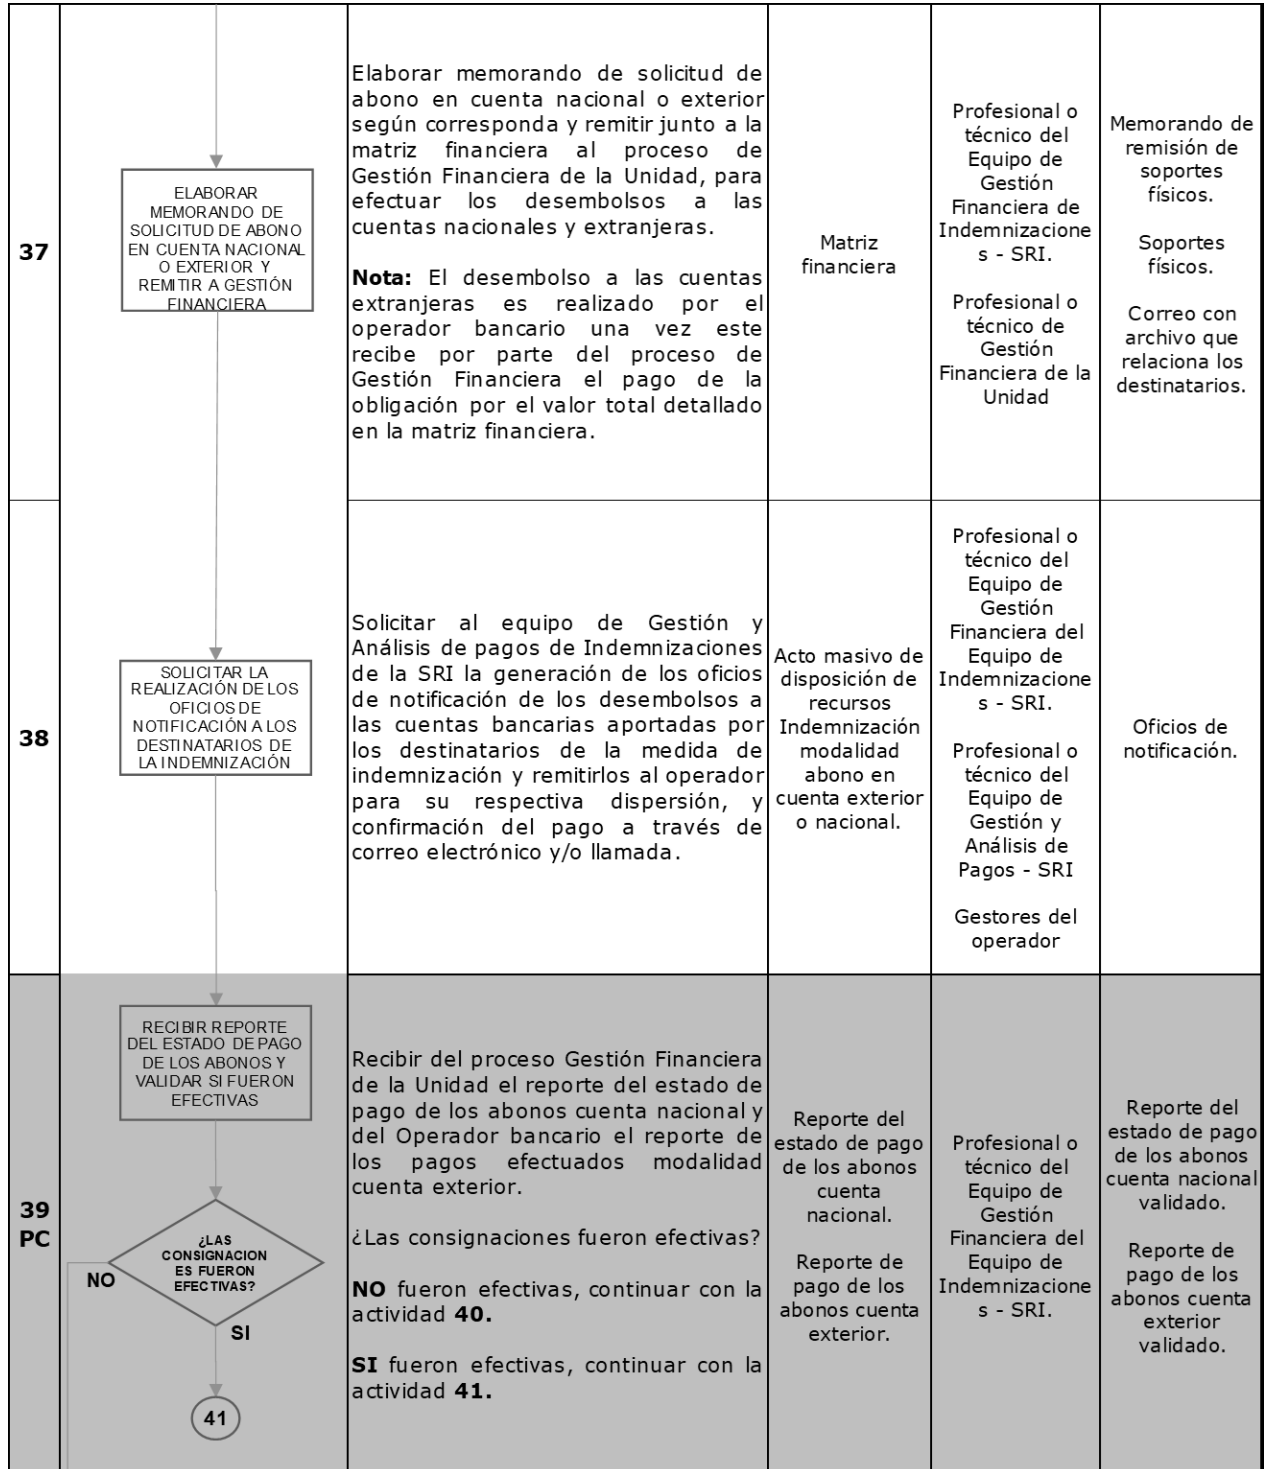 37
ELABORAR
MEMORANDO DE
SOLICITUD DE ABONO
EN CUENTA NACIONAL
O EXTERIOR Y
REMITIR A GESTIÓN
FINANCIERA
Elaborar memorando de solicitud de
abono en cuenta nacional o exterior
según corresponda y remitir junto a la
matriz financiera al proceso de
Gestión Financiera de la Unidad, para
efectuar los desembolsos a las
cuentas nacionales y extranjeras.
Nota: El desembolso a las cuentas
extranjeras es realizado por el
operador bancario una vez este
recibe por parte del proceso de
Gestión Financiera el pago de la
obligación por el valor total detallado
en la matriz financiera.
Matriz
financiera
Profesional o
técnico del
Equipo de
Gestión
Financiera de
Indemnizacione
s - SRI.
Profesional o
técnico de
Gestión
Financiera de la
Unidad
Memorando de
remisión de
soportes
físicos.
Soportes
físicos.
Correo con
archivo que
relaciona los
destinatarios.
38
SOLICITAR LA
REALIZACIÓN DE LOS
OFICIOS DE
NOTIFICACIÓN A LOS
DESTINATARIOS DE
LA INDEMNIZACIÓN
Solicitar al equipo de Gestión y
Análisis de pagos de Indemnizaciones
de la SRI la generación de los oficios
de notificación de los desembolsos a
las cuentas bancarias aportadas por
los destinatarios de la medida de
indemnización y remitirlos al operador
para su respectiva dispersión, y
confirmación del pago a través de
correo electrónico y/o llamada.
Acto masivo de
disposición de
recursos
Indemnización
modalidad
abono en
cuenta exterior
o nacional.
Profesional o
técnico del
Equipo de
Gestión
Financiera del
Equipo de
Indemnizacione
s - SRI.
Profesional o
técnico del
Equipo de
Gestión y
Análisis de
Pagos - SRI
Gestores del
operador
Oficios de
notificación.
39
PC
RECIBIR REPORTE
DEL ESTADO DE PAGO
DE LOS ABONOS Y
VALIDAR SI FUERON
EFECTIVAS
¿LAS
CONSIGNACION
ES FUERON
EFECTIVAS?
NO
SI
41
Recibir del proceso Gestión Financiera
de la Unidad el reporte del estado de
pago de los abonos cuenta nacional y
del Operador bancario el reporte de
los pagos efectuados modalidad
cuenta exterior.
¿Las consignaciones fueron efectivas?
NO fueron efectivas, continuar con la
actividad 40.
SI fueron efectivas, continuar con la
actividad 41.
Reporte del
estado de pago
de los abonos
cuenta
nacional.
Reporte de
pago de los
abonos cuenta
exterior.
Profesional o
técnico del
Equipo de
Gestión
Financiera del
Equipo de
Indemnizacione
s - SRI.
Reporte del
estado de pago
de los abonos
cuenta nacional
validado.
Reporte de
pago de los
abonos cuenta
exterior
validado.